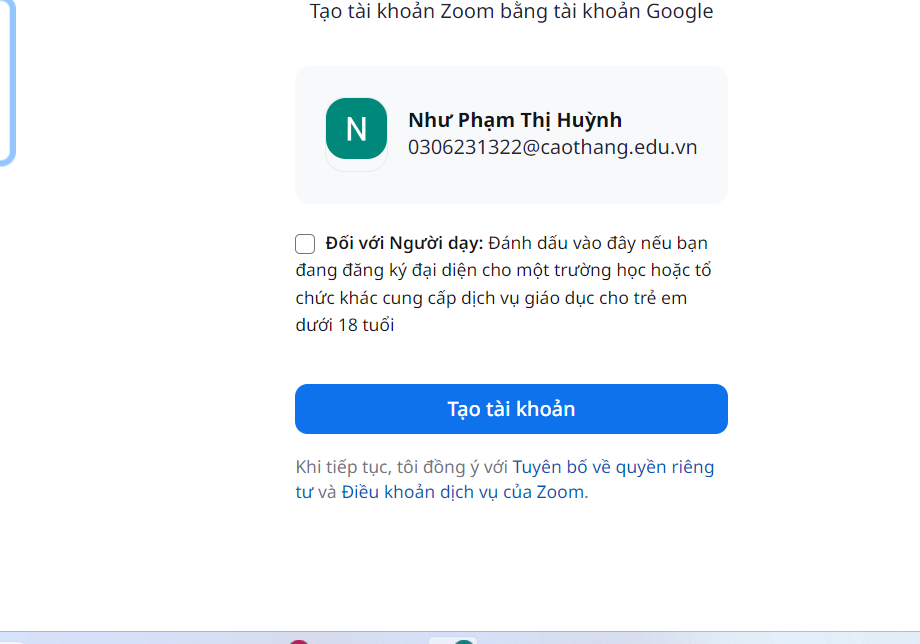 Tạo tài khoản Zoom bằng tài khoản Google
N
Như Phạm Thị Huỳnh
0306231322@caothang.edu.vn
Đối với Người dạy: Đánh dấu vào đây nếu bạn
đang đăng ký đại diện cho một trường học hoặc tổ
chức khác cung cấp dịch vụ giáo dục cho trẻ em
dưới 18 tuổi
Tạo tài khoản
Khi tiếp tục, tôi đồng ý với Tuyên bố về quyền riêng
tư và Điều khoản dịch vụ của Zoom.